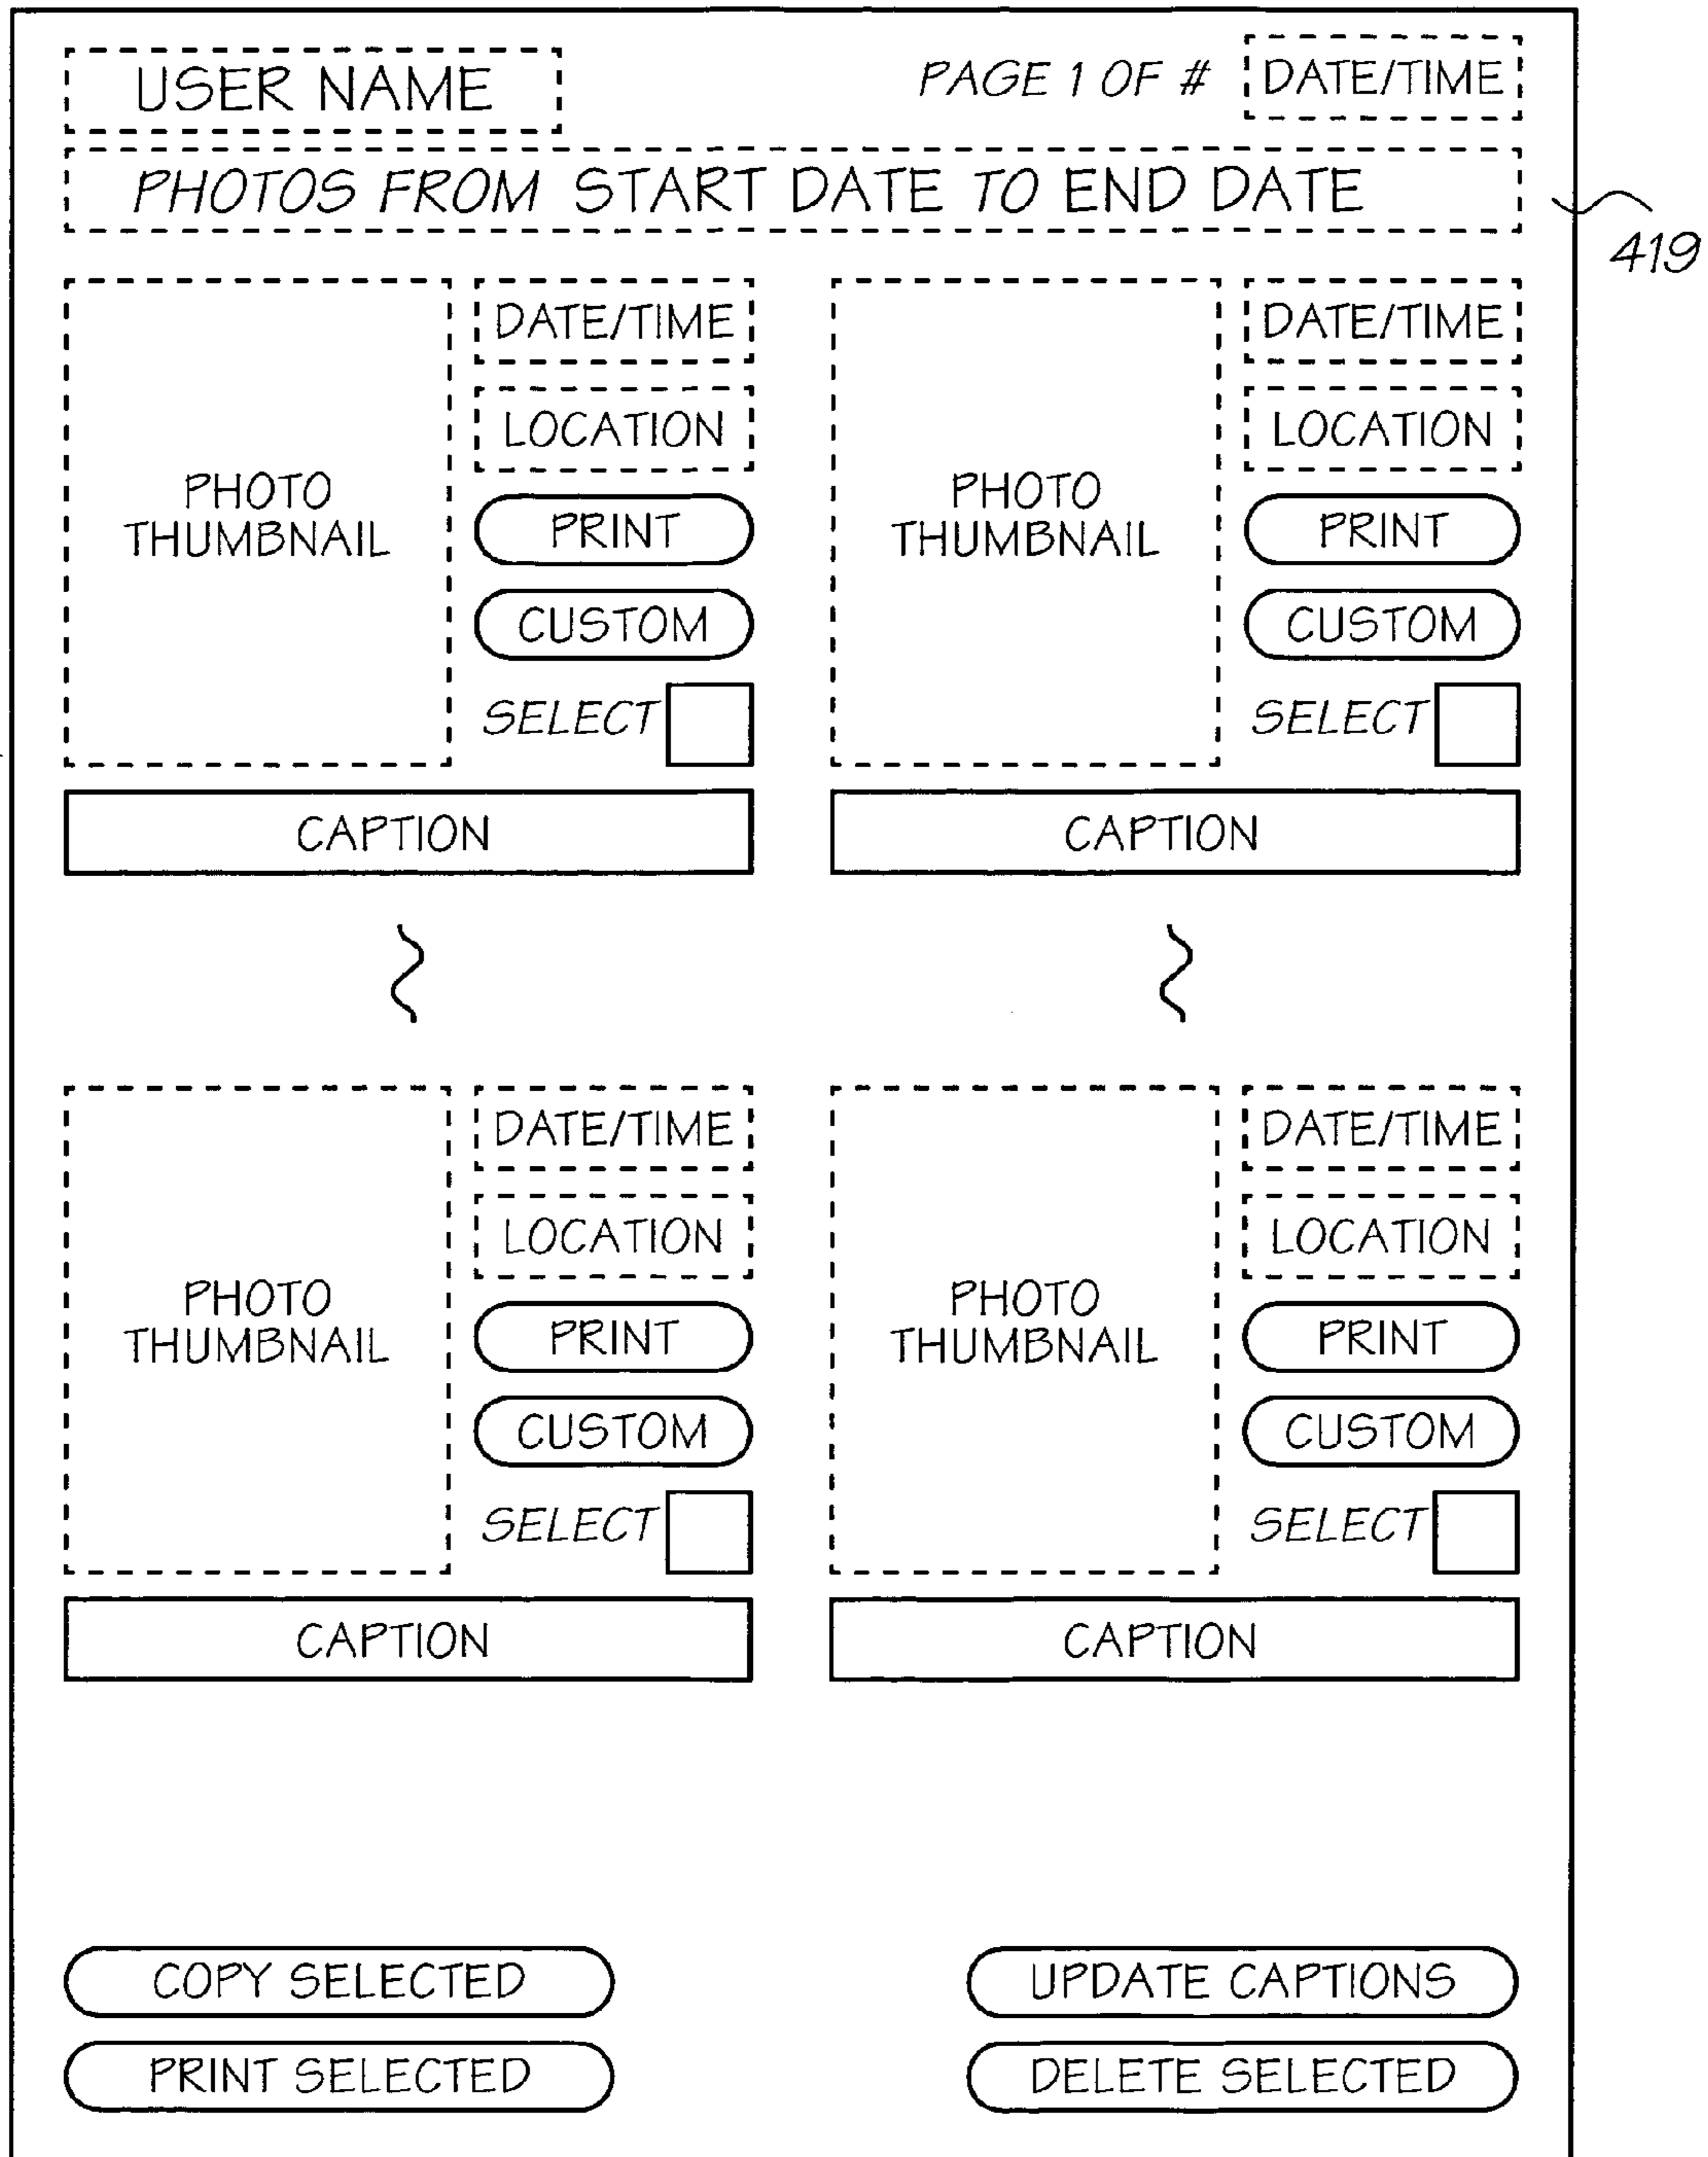 USER NAME
PAGE 1 OF # DATE/TIME
PHOTOS FROM START DATE TO END DATE
419
PHOTO
THUMBNAIL
DATE/TIME
LOCATION
PRINT
CUSTOM
SELECT
CAPTION
PHOTO
THUMBNAIL
DATE/TIME
LOCATION
PRINT
CUSTOM
SELECT
CAPTION
PHOTO
THUMBNAIL
DATE/TIME
LOCATION
PRINT
CUSTOM
SELECT
CAPTION
PHOTO
THUMBNAIL
DATE/TIME
LOCATION
PRINT
CUSTOM
SELECT
CAPTION
COPY SELECTED
UPDATE CAPTIONS
PRINT SELECTED
DELETE SELECTED